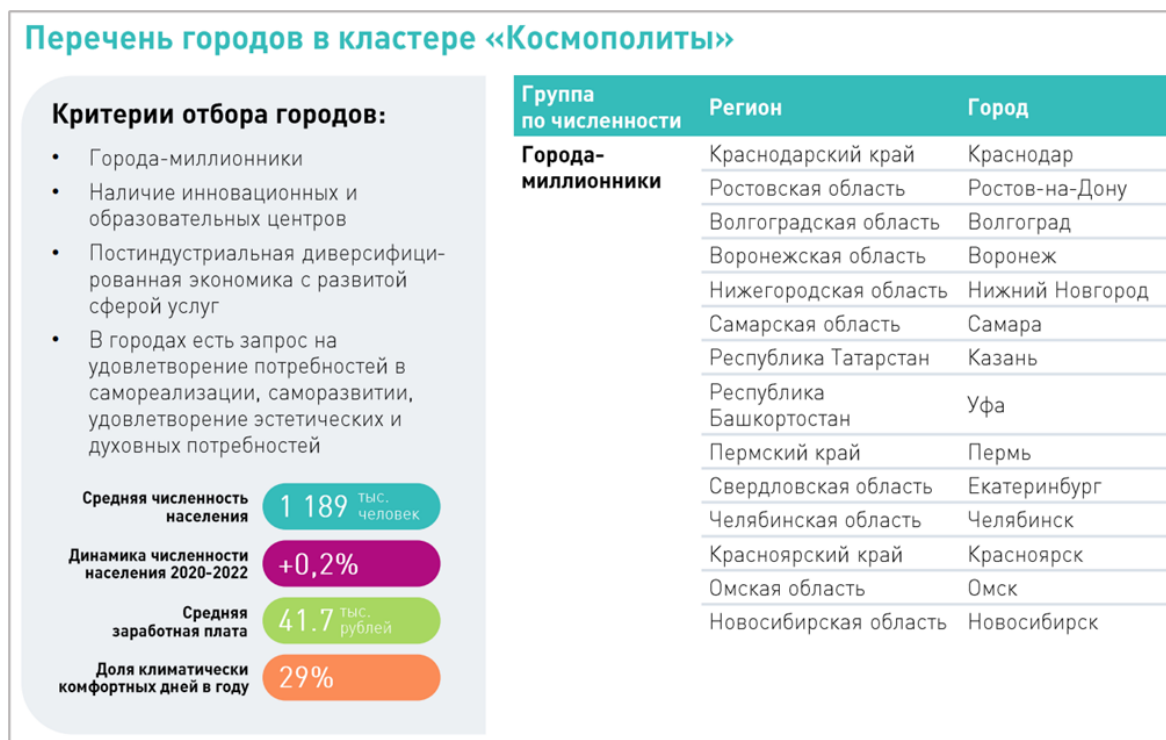 Перечень городов в кластере «Космополиты»
Критерии отбора городов:
• Города-миллионники
• Наличие инновационных и
образовательных центров
• Постиндустриальная диверсифици-
рованная экономика с развитой
сферой услуг
• В городах есть запрос на
удовлетворение потребностей в
самореализации, саморазвитии,
удовлетворение эстетических и
духовных потребностей
Средняя численность
населения
1 189 тыс.
человек
Динамика численности
населения 2020-2022
+0,2%
Средняя
заработная плата
41.7 тыс.
рублей
Доля климатически
комфортных дней в году
29%
Группа
по численности
Регион
Город
Города-
миллионники
Краснодарский край Краснодар
Ростовская область Ростов-на-Дону
Волгоградская область Волгоград
Воронежская область Воронеж
Нижегородская область Нижний Новгород
Самарская область Самара
Республика Татарстан Казань
Республика
Башкортостан
Уфа
Пермский край Пермь
Свердловская область Екатеринбург
Челябинская область Челябинск
Красноярский край Красноярск
Омская область Омск
Новосибирская область Новосибирск